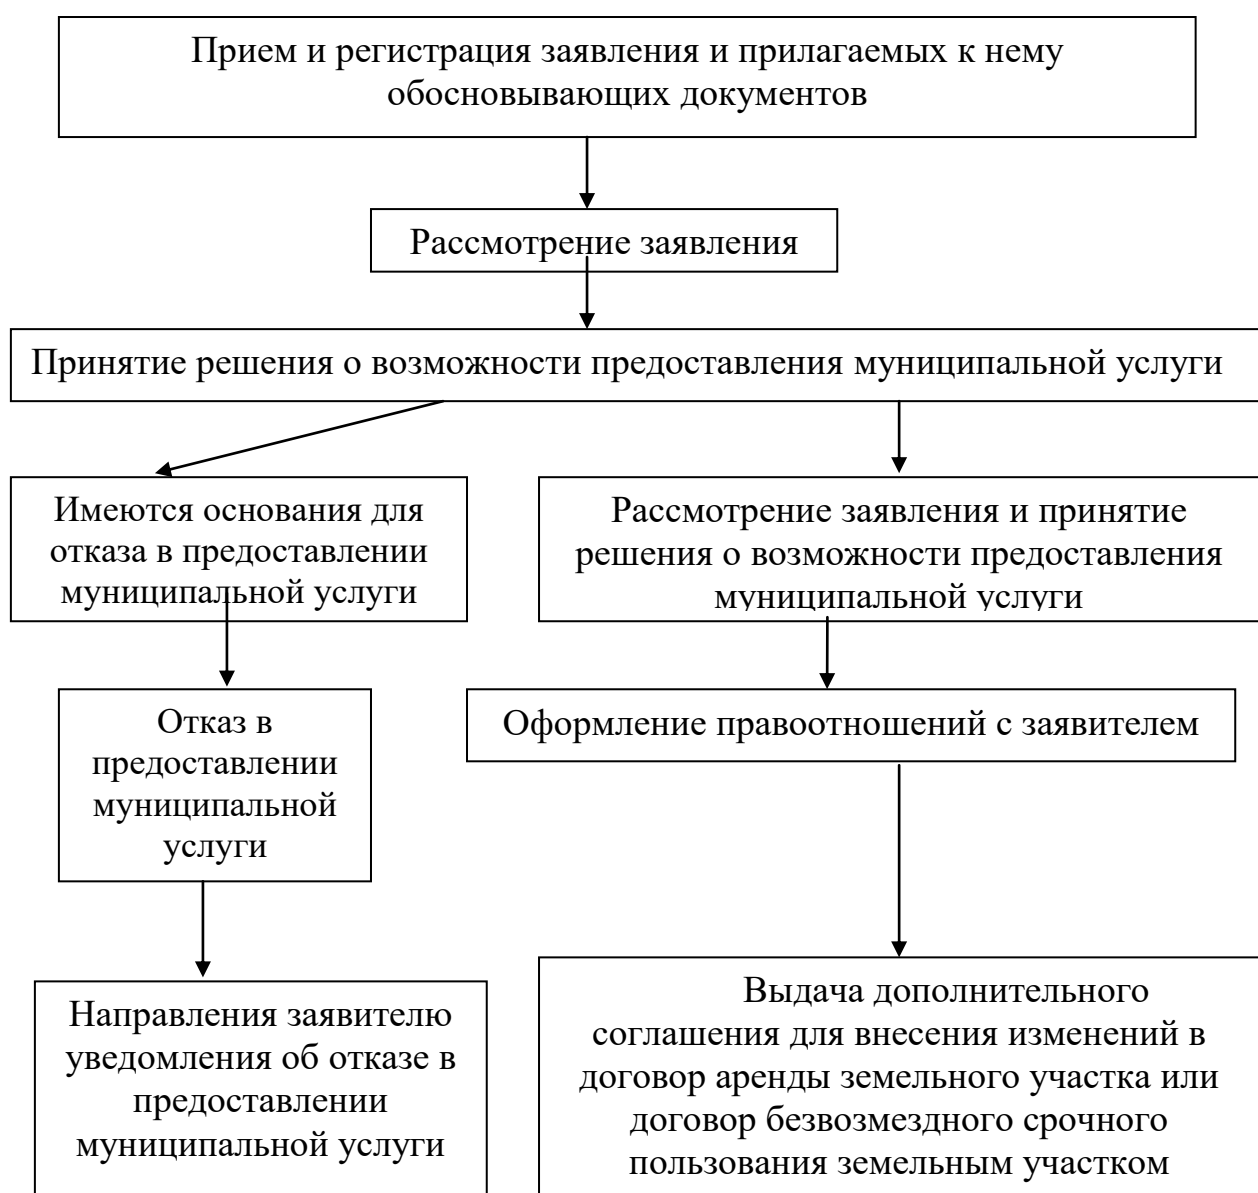 Прием и регистрация заявления и прилагаемых к нему
обосновывающих документов
Рассмотрение заявления
Принятие решения о возможности предоставления муниципальной услуги
Имеются основания для
отказа в предоставлении
муниципальной услуги
Рассмотрение заявления и принятие
решения о возможности предоставления
муниципальной услуги
Отказ в
предоставлении
муниципальной
услуги
Оформление правоотношений с заявителем
Направления заявителю
уведомления об отказе в
предоставлении
муниципальной услуги
Выдача дополнительного
соглашения для внесения изменений в
договор аренды земельного участка или
договор безвозмездного срочного
пользования земельным участком